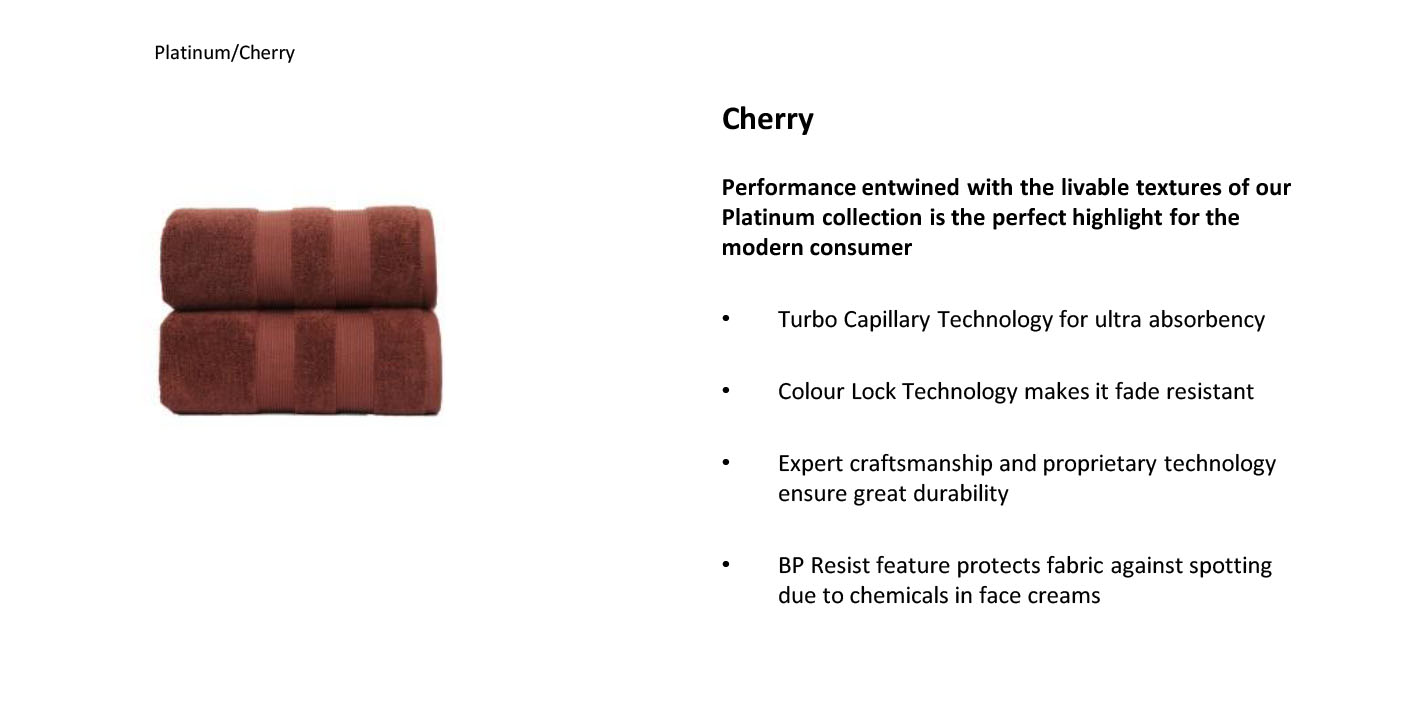 Platinum/Cherry
Cherry
Performance entwined with the livable textures of our
Platinum collection is the perfect highlight for the
modern consumer
• Turbo Capillary Technology for ultra absorbency
• Colour Lock Technology makes it fade resistant
• Expert craftsmanship and proprietary technology
ensure great durability
• BP Resist feature protects fabric against spotting
due to chemicals in face creams